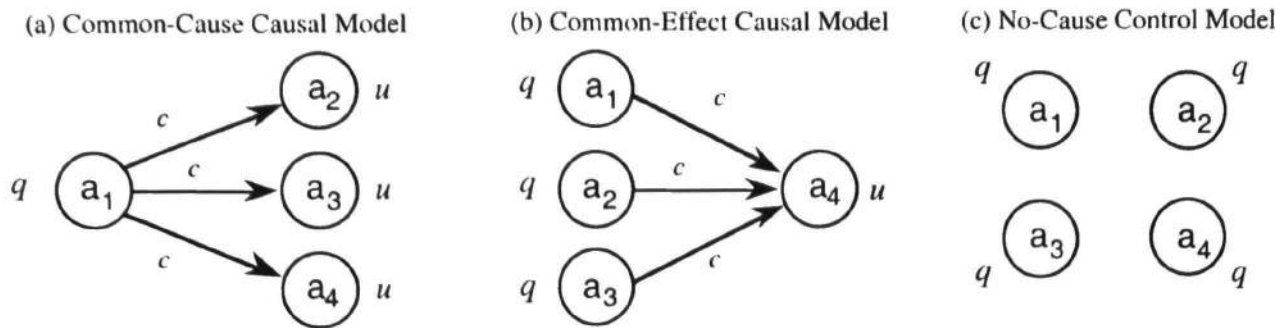 (a) Common-Cause Causal Model
(b) Common-Effect Causal Model
(c) No-Cause Control Model
a2 u
c
q a1 c a3 u
c
a4 u
q a1 c
q a2 c a4 u
q a3 c
q q
a1 a2
a3 a4
q q